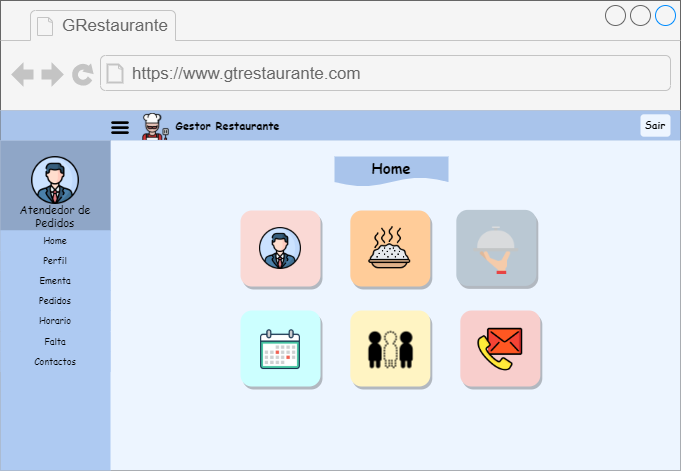 GRestaurante
https://www.gtrestaurante.com
Gestor Restaurante
Sair
Atendedor de
Pedidos
Home
Perfil
Ementa
Pedidos
Horario
Falta
Contactos
Home